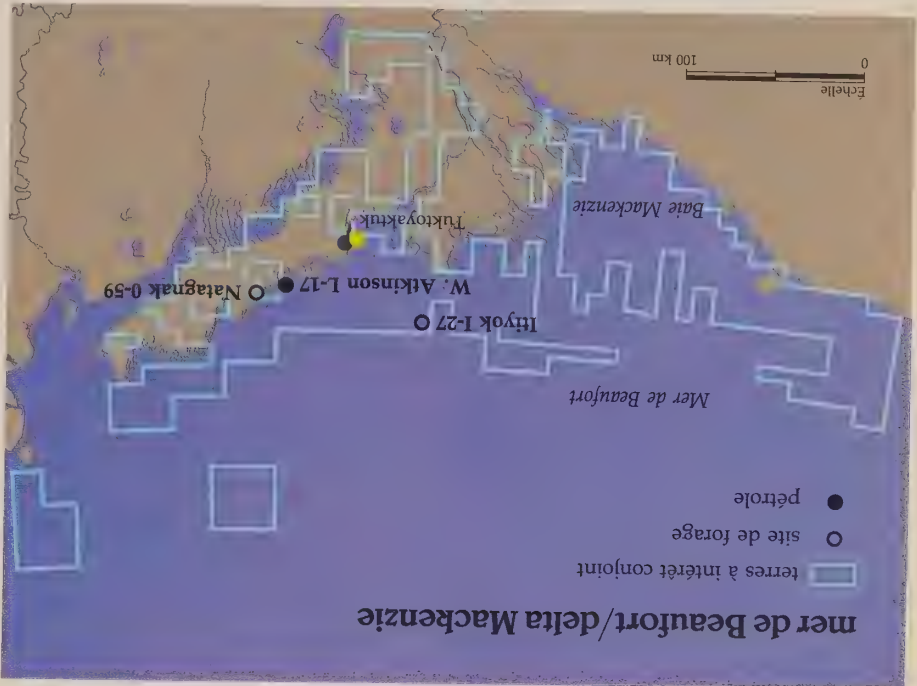 mer de Beaufort/delta Mackenzie
terres à intérêt conjoint
site de forage
pétrole
Mer de Beaufort
Itiyok I-27
W. Atkinson L-17
Natagnak 0-59
Tuktoyaktuk
Baie Mackenzie
Échelle
0 100 km